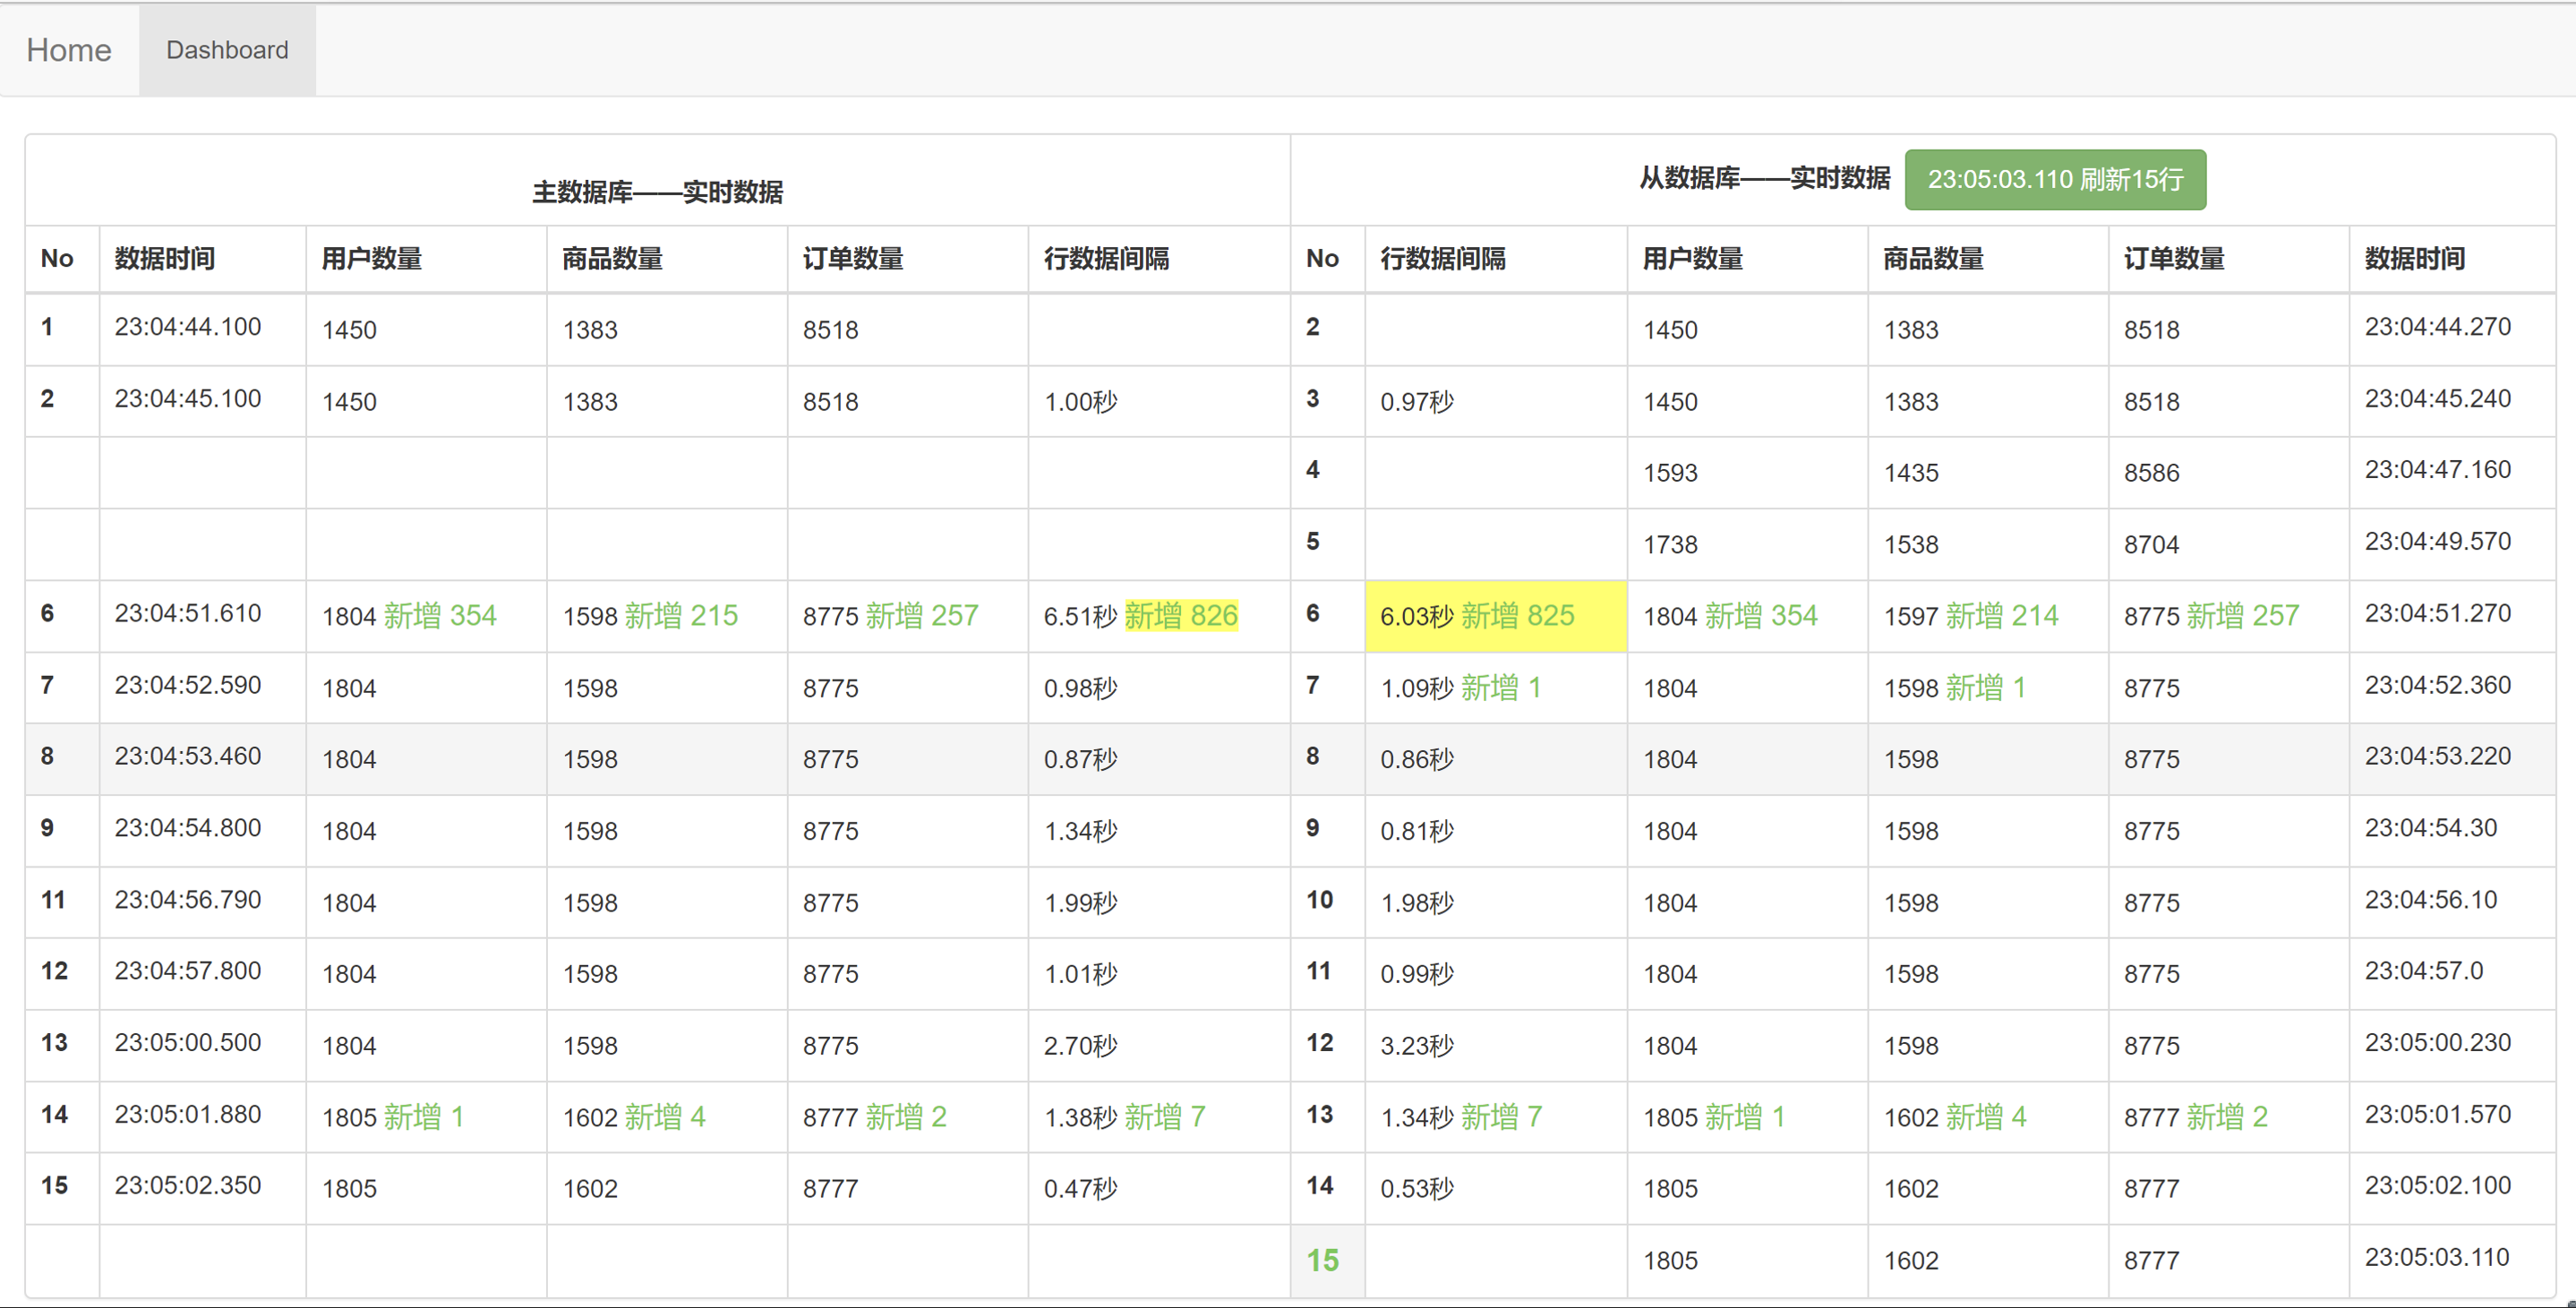 Home Dashboard
主数据库——实时数据 从数据库——实时数据 23:05:03.110 刷新15行
No 数据时间 用户数量 商品数量 订单数量 行数据间隔 No 行数据间隔 用户数量 商品数量 订单数量 数据时间
1 23:04:44.100 1450 1383 8518 2 1450 1383 8518 23:04:44.270
2 23:04:45.100 1450 1383 8518 1.00秒 3 0.97秒 1450 1383 8518 23:04:45.240
4 1593 1435 8586 23:04:47.160
5 1738 1538 8704 23:04:49.570
6 23:04:51.610 1804 新增 354 1598 新增 215 8775 新增 257 6.51秒 新增 826 6 6.03秒 新增 825 1804 新增 354 1597 新增 214 8775 新增 257 23:04:51.270
7 23:04:52.590 1804 1598 8775 0.98秒 7 1.09秒 新增 1 1804 1598 新增 1 8775 23:04:52.360
8 23:04:53.460 1804 1598 8775 0.87秒 8 0.86秒 1804 1598 8775 23:04:53.220
9 23:04:54.800 1804 1598 8775 1.34秒 9 0.81秒 1804 1598 8775 23:04:54.30
11 23:04:56.790 1804 1598 8775 1.99秒 10 1.98秒 1804 1598 8775 23:04:56.10
12 23:04:57.800 1804 1598 8775 1.01秒 11 0.99秒 1804 1598 8775 23:04:57.0
13 23:05:00.500 1804 1598 8775 2.70秒 12 3.23秒 1804 1598 8775 23:05:00.230
14 23:05:01.880 1805 新增 1 1602 新增 4 8777 新增 2 1.38秒 新增 7 13 1.34秒 新增 7 1805 新增 1 1602 新增 4 8777 新增 2 23:05:01.570
15 23:05:02.350 1805 1602 8777 0.47秒 14 0.53秒 1805 1602 8777 23:05:02.100
15 1805 1602 8777 23:05:03.110